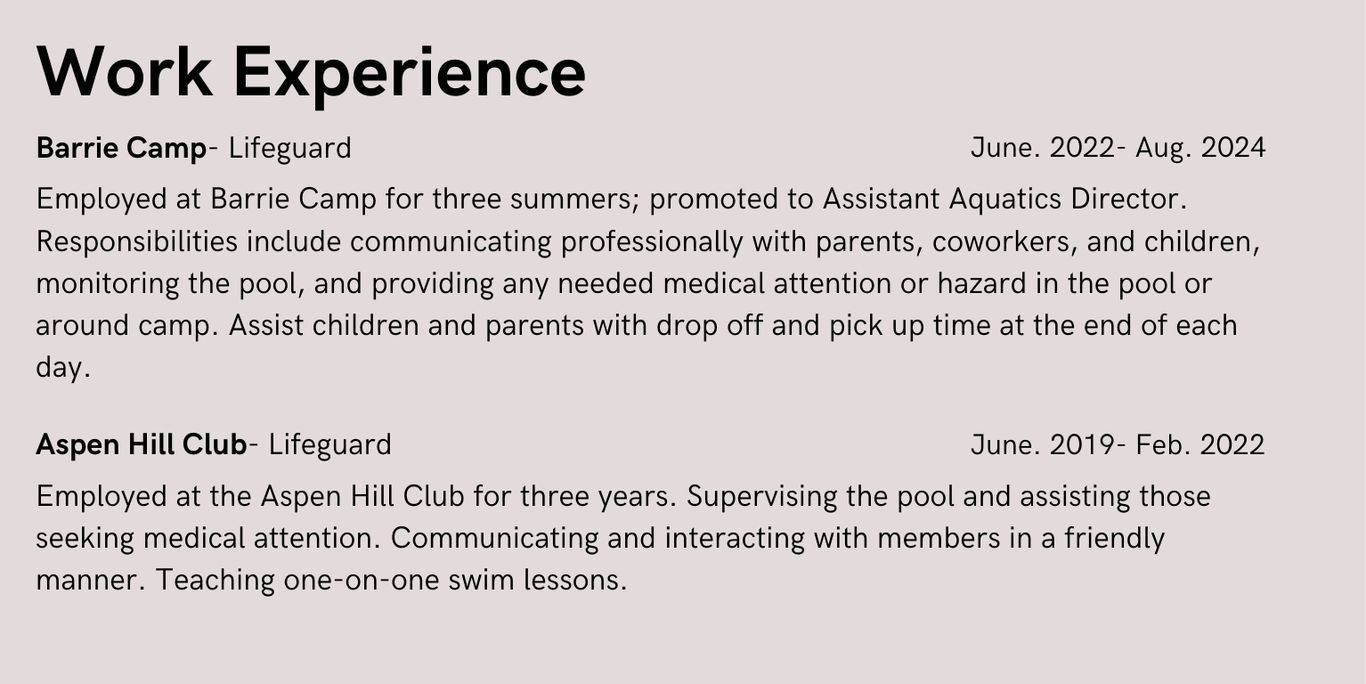 Work Experience
Barrie Camp- Lifeguard June. 2022- Aug. 2024
Employed at Barrie Camp for three summers; promoted to Assistant Aquatics Director.
Responsibilities include communicating professionally with parents, coworkers, and children,
monitoring the pool, and providing any needed medical attention or hazard in the pool or
around camp. Assist children and parents with drop off and pick up time at the end of each
day.
Aspen Hill Club- Lifeguard June. 2019- Feb. 2022
Employed at the Aspen Hill Club for three years. Supervising the pool and assisting those
seeking medical attention. Communicating and interacting with members in a friendly
manner. Teaching one-on-one swim lessons.